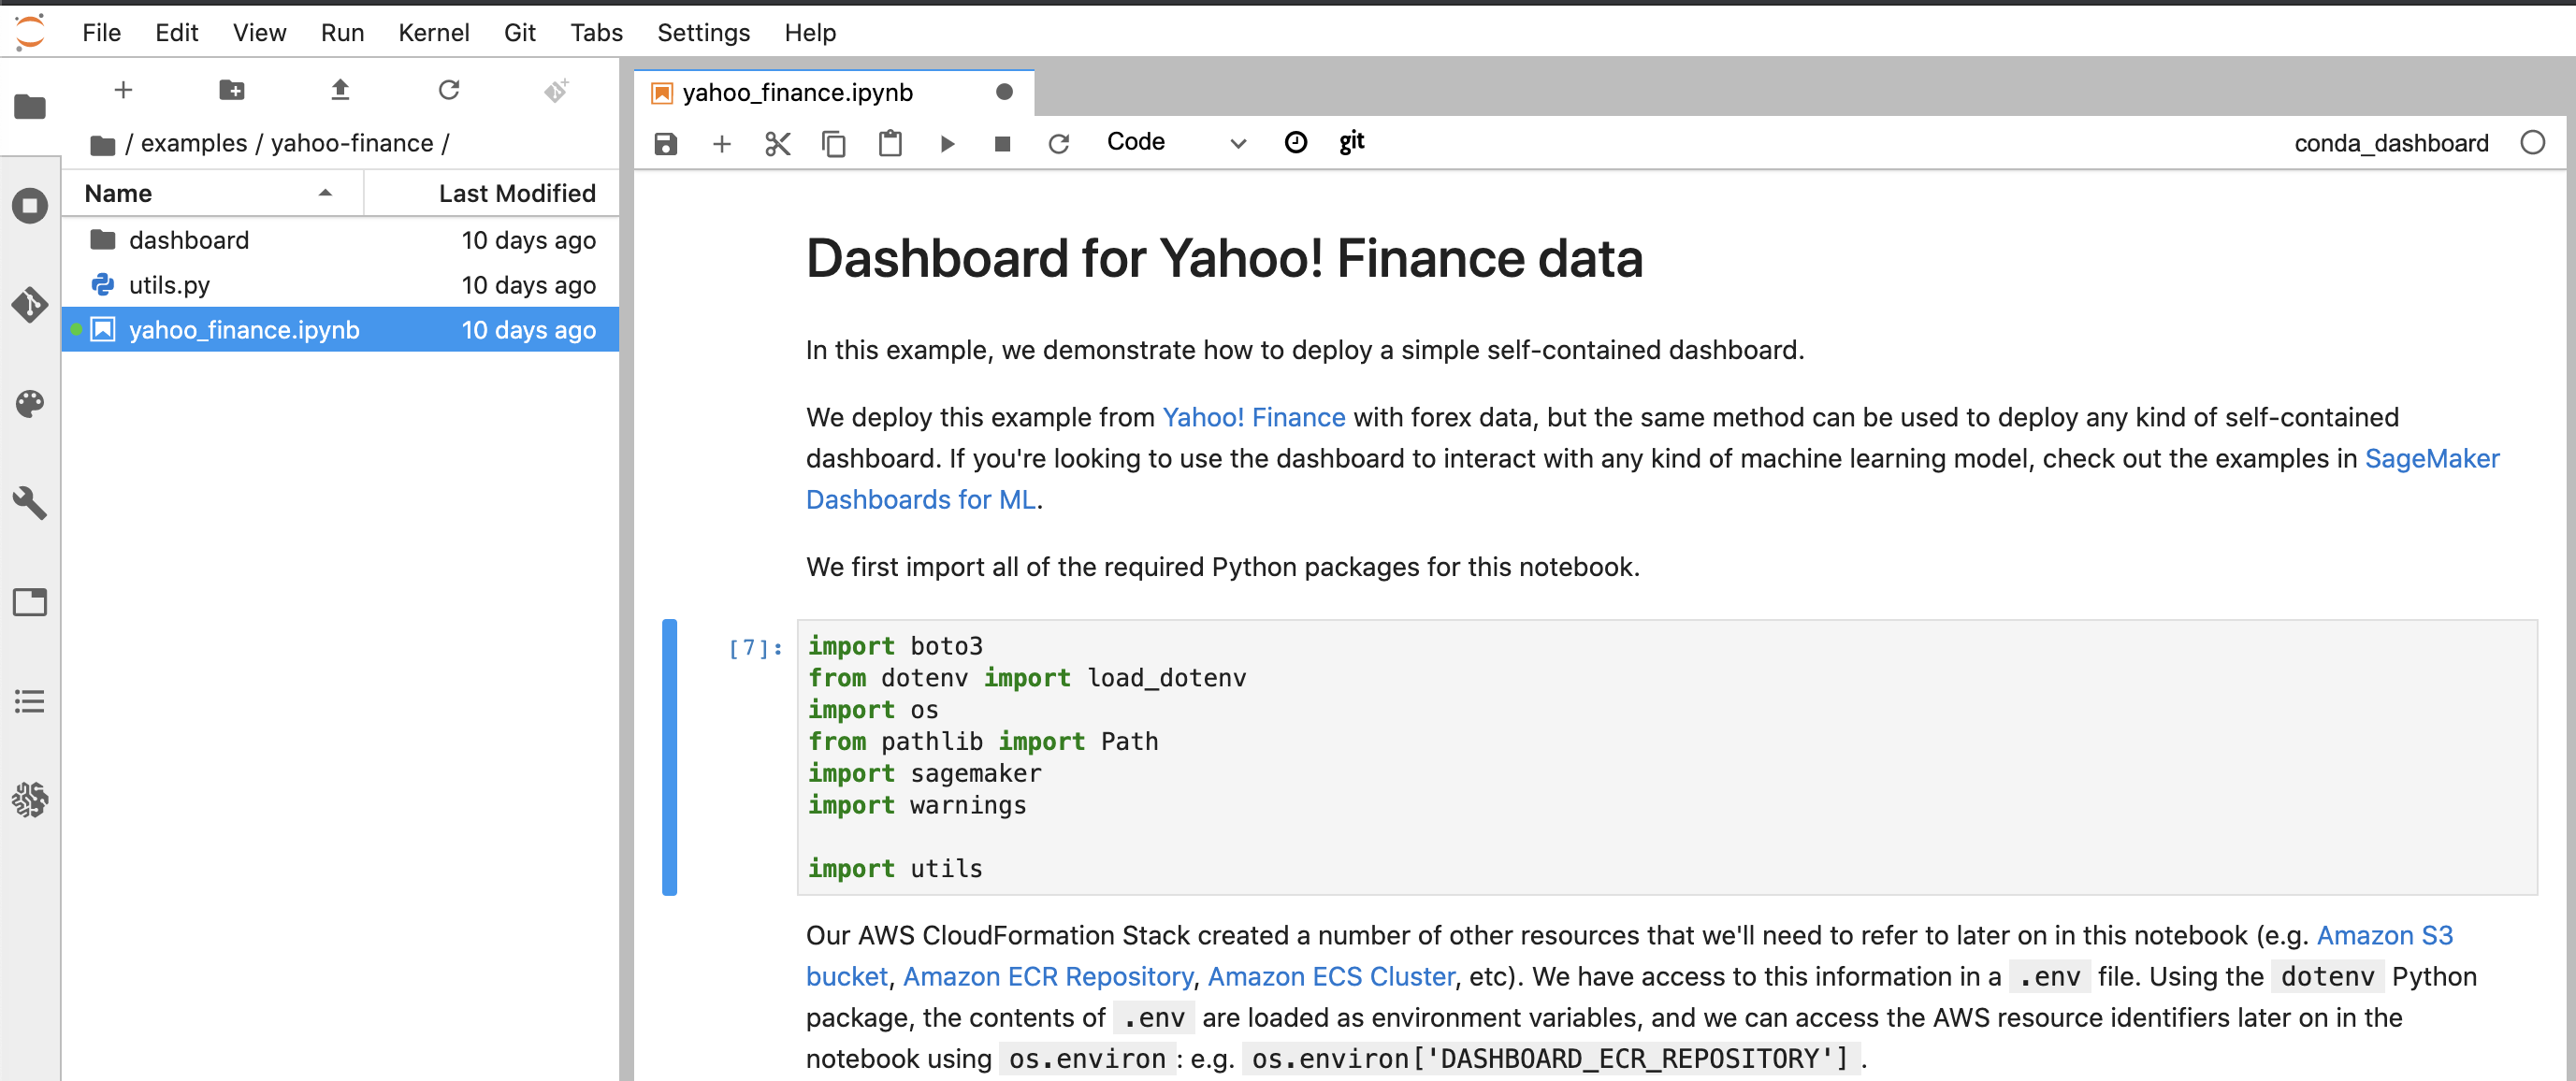 File Edit View Run Kernel Git Tabs Settings Help
/ examples / yahoo-finance /
Name Last Modified
dashboard 10 days ago
utils.py 10 days ago
yahoo_finance.ipynb 10 days ago
yahoo_finance.ipynb
Code git conda_dashboard
Dashboard for Yahoo! Finance data
In this example, we demonstrate how to deploy a simple self-contained dashboard.
We deploy this example from Yahoo! Finance with forex data, but the same method can be used to deploy any kind of self-contained
dashboard. If you're looking to use the dashboard to interact with any kind of machine learning model, check out the examples in SageMaker
Dashboards for ML.
We first import all of the required Python packages for this notebook.
[7]:
import boto3
from dotenv import load_dotenv
import os
from pathlib import Path
import sagemaker
import warnings
import utils
Our AWS CloudFormation Stack created a number of other resources that we'll need to refer to later on in this notebook (e.g. Amazon S3
bucket, Amazon ECR Repository, Amazon ECS Cluster, etc). We have access to this information in a .env file. Using the dotenv Python
package, the contents of .env are loaded as environment variables, and we can access the AWS resource identifiers later on in the
notebook using os.environ : e.g. os.environ['DASHBOARD_ECR_REPOSITORY'] .